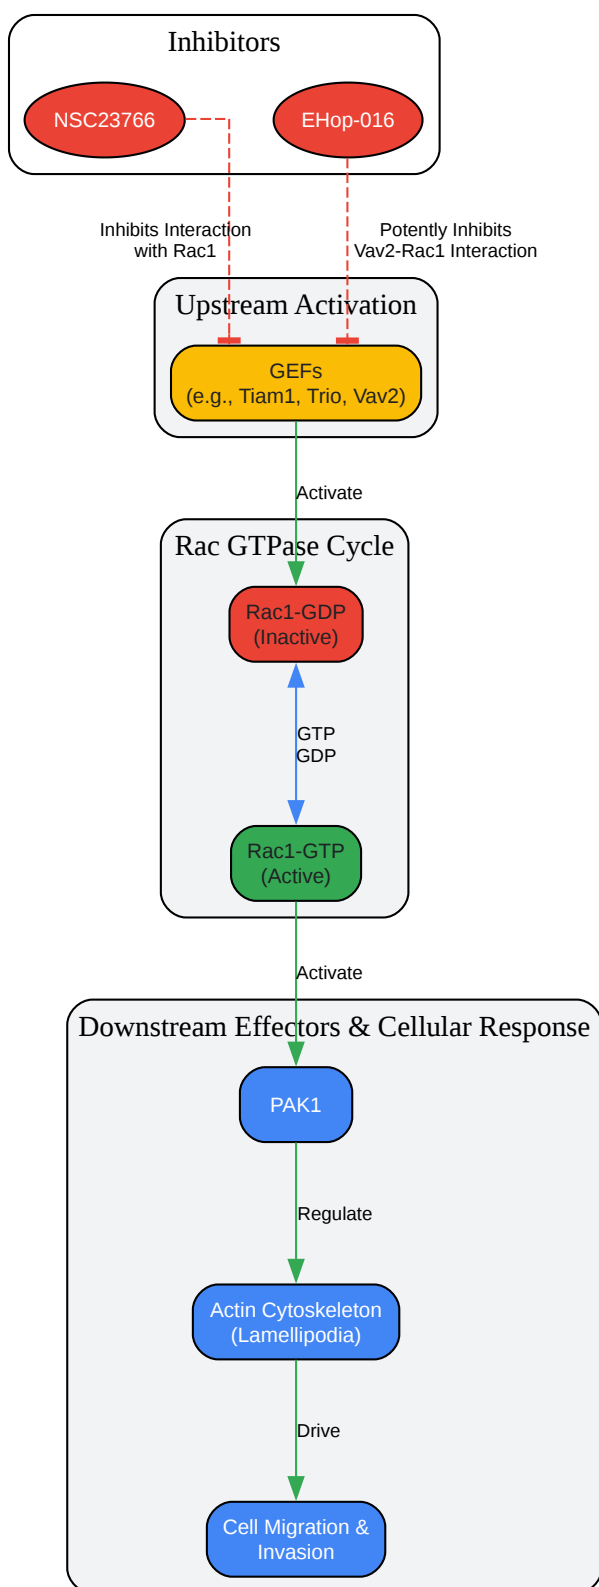 Inhibitors
NSC23766
EHop-016
Inhibits Interaction
with Rac1
Potently Inhibits
Vav2-Rac1 Interaction
Upstream Activation
GEFs
(e.g., Tiam1, Trio, Vav2)
Activate
Rac GTPase Cycle
Rac1-GDP
(Inactive)
GTP
GDP
Rac1-GTP
(Active)
Activate
Downstream Effectors & Cellular Response
PAK1
Regulate
Actin Cytoskeleton
(Lamellipodia)
Drive
Cell Migration &
Invasion